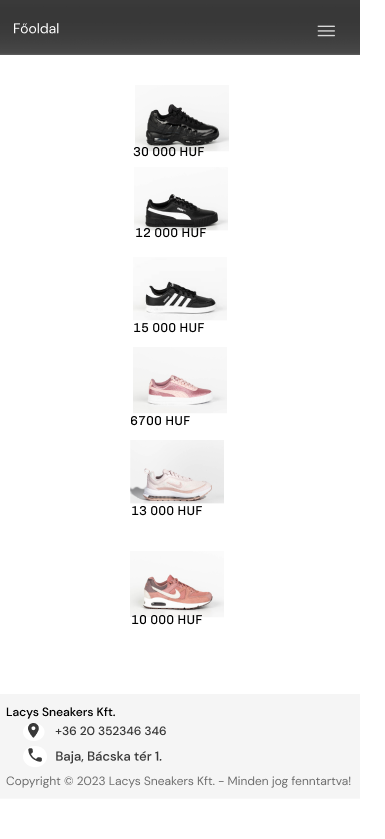 Főoldal
30 000 HUF
12 000 HUF
15 000 HUF
6700 HUF
13 000 HUF
10 000 HUF
Lacys Sneakers Kft.
+36 20 352346 346
Baja, Bácska tér 1.
Copyright © 2023 Lacys Sneakers Kft. - Minden jog fenntartva!